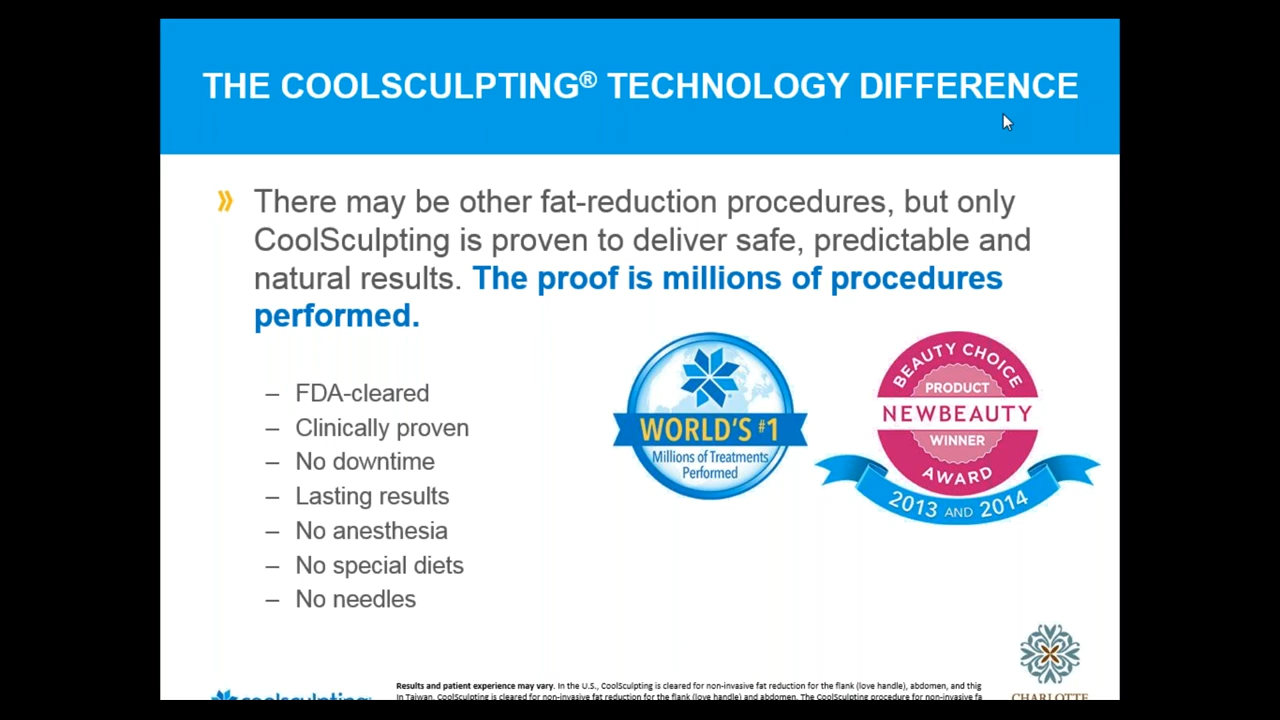 THE COOLSCULPTING® TECHNOLOGY DIFFERENCE
» There may be other fat-reduction procedures, but only
CoolSculpting is proven to deliver safe, predictable and
natural results. The proof is millions of procedures
performed.
– FDA-cleared
– Clinically proven
– No downtime
– Lasting results
– No anesthesia
– No special diets
– No needles
WORLD'S #1
Millions of Treatments
Performed
BEAUTY CHOICE
PRODUCT
NEWBEAUTY
WINNER
AWARD
2013 AND 2014
coolsculpting
Results and patient experience may vary. In the U.S., CoolSculpting is cleared for non-invasive fat reduction for the flank (love handle), abdomen, and thig
In Taiwan, CoolSculpting is cleared for non-invasive fat reduction for the flank (love handle) and abdomen. The CoolSculpting procedure for non-invasive fa
CHARLOTTE